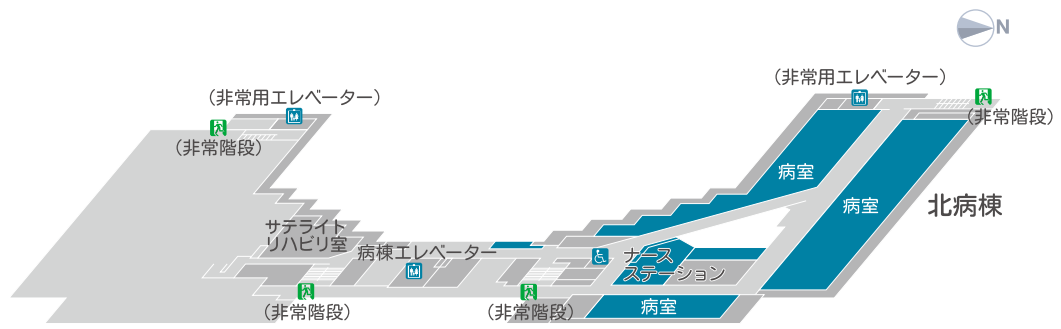 N
(非常用エレベーター)
(非常用エレベーター)
(非常階段)
(非常階段)
病室
病室
北病棟
サテライト
リハビリ室
病棟エレベーター
ナース
ステーション
(非常階段)
(非常階段)
病室